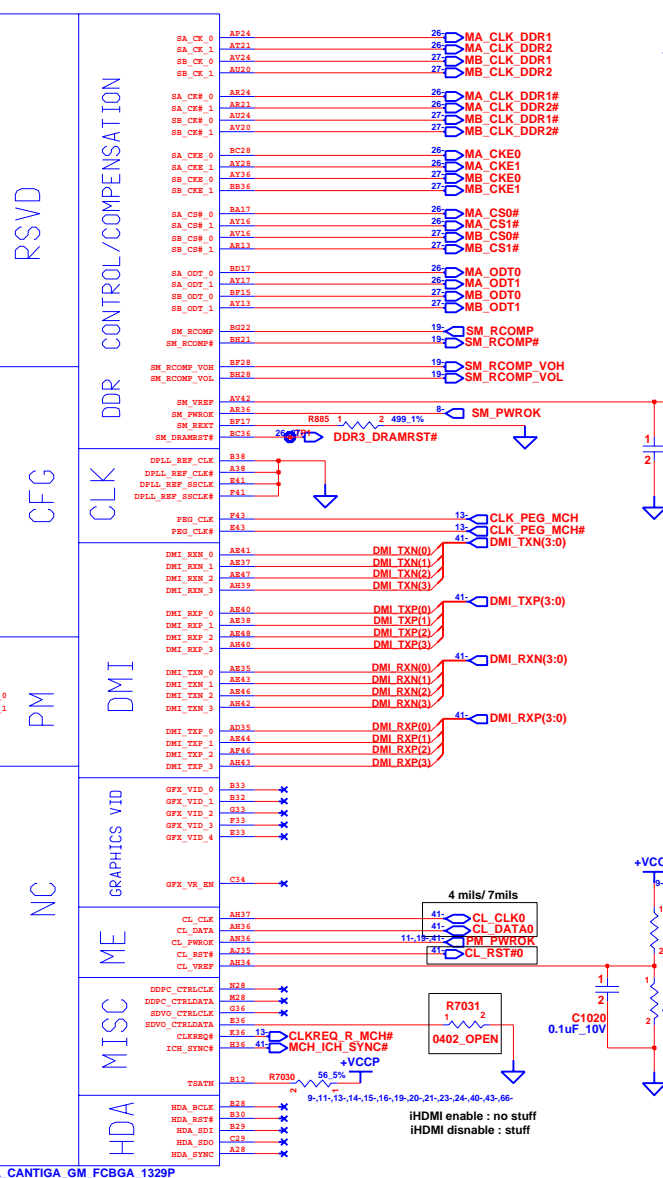 RSVD
CFG
PM
NC
DDR CONTROL/COMPENSATION
CLK
DMI
GRAPHICS VID
ME
MISC
HDA
SA_CK_0 AP24 26- MA_CLK_DDR1
SA_CK_1 AT21 26- MA_CLK_DDR2
SB_CK_0 AV24 27- MB_CLK_DDR1
SB_CK_1 AU20 27- MB_CLK_DDR2
SA_CK#_0 AR24 26- MA_CLK_DDR1#
SA_CK#_1 AR21 26- MA_CLK_DDR2#
SB_CK#_0 AU24 27- MB_CLK_DDR1#
SB_CK#_1 AV20 27- MB_CLK_DDR2#
SA_CKE_0 BC28 26- MA_CKE0
SA_CKE_1 AY28 26- MA_CKE1
SB_CKE_0 AY36 27- MB_CKE0
SB_CKE_1 BB36 27- MB_CKE1
SA_CS#_0 BA17 26- MA_CS0#
SA_CS#_1 AY16 26- MA_CS1#
SB_CS#_0 AV16 27- MB_CS0#
SB_CS#_1 AR13 27- MB_CS1#
SA_ODT_0 BD17 26- MA_ODT0
SA_ODT_1 AY17 26- MA_ODT1
SB_ODT_0 BF15 27- MB_ODT0
SB_ODT_1 AY13 27- MB_ODT1
SM_RCOMP BG22 19- SM_RCOMP
SM_RCOMP# BH21 19- SM_RCOMP#
SM_RCOMP_VOH BF28 19- SM_RCOMP_VOH
SM_RCOMP_VOL BH28 19- SM_RCOMP_VOL
SM_VREF AV42
SM_PWROK AR36 8- SM_PWROK
SM_REXT BF17 R885 1 2 499_1%
SM_DRAMRST# BC36 DDR3_DRAMRST#
1
2
DPLL_REF_CLK B38
DPLL_REF_CLK# A38
DPLL_REF_SSCLK E41
DPLL_REF_SSCLK# F41
PEG_CLK F43 13- CLK_PEG_MCH
PEG_CLK# E43 13- CLK_PEG_MCH#
41- DMI_TXN(3:0)
DMI_RXN_0 AE41 DMI_TXN(0)
DMI_RXN_1 AE37 DMI_TXN(1)
DMI_RXN_2 AE47 DMI_TXN(2)
DMI_RXN_3 AH39 DMI_TXN(3)
41- DMI_TXP(3:0)
DMI_RXP_0 AE40 DMI_TXP(0)
DMI_RXP_1 AE38 DMI_TXP(1)
DMI_RXP_2 AE48 DMI_TXP(2)
DMI_RXP_3 AH40 DMI_TXP(3)
41- DMI_RXN(3:0)
DMI_TXN_0 AE35 DMI_RXN(0)
DMI_TXN_1 AE43 DMI_RXN(1)
DMI_TXN_2 AE46 DMI_RXN(2)
DMI_TXN_3 AH42 DMI_RXN(3)
41- DMI_RXP(3:0)
DMI_TXP_0 AD35 DMI_RXP(0)
DMI_TXP_1 AE44 DMI_RXP(1)
DMI_TXP_2 AF46 DMI_RXP(2)
DMI_TXP_3 AH43 DMI_RXP(3)
GFX_VID_0 B33
GFX_VID_1 B32
GFX_VID_2 G33
GFX_VID_3 F33
GFX_VID_4 E33
GFX_VR_EN C34
4 mils/ 7mils
CL_CLK AH37 41- CL_CLK0
CL_DATA AH36 41- CL_DATA0
CL_PWROK AN36 11-,19-,41- PM_PWROK
CL_RST# AJ35 41- CL_RST#0
CL_VREF AH34
+VCC
9-
1
2
1
2
1
2
C1020
0.1uF_10V
DDPC_CTRLCLK N28
DDPC_CTRLDATA M28
SDVO_CTRLCLK G36
SDVO_CTRLDATA E36
R7031
1 2
0402_OPEN
CLKREQ# K36 13- CLKREQ_R_MCH#
ICH_SYNC# H36 41- MCH_ICH_SYNC#
+VCCP
TSATN B12 R7030 2 56_5% 1
9-,11-,13-,14-,15-,16-,19-,20-,21-,23-,24-,40-,43-,66-
HDA_BCLK B28
HDA_RST# B30
HDA_SDI B29
HDA_SDO C29
HDA_SYNC A28
iHDMI enable : no stuff
iHDMI disnable : stuff
_CANTIGA_GM_FCBGA_1329P